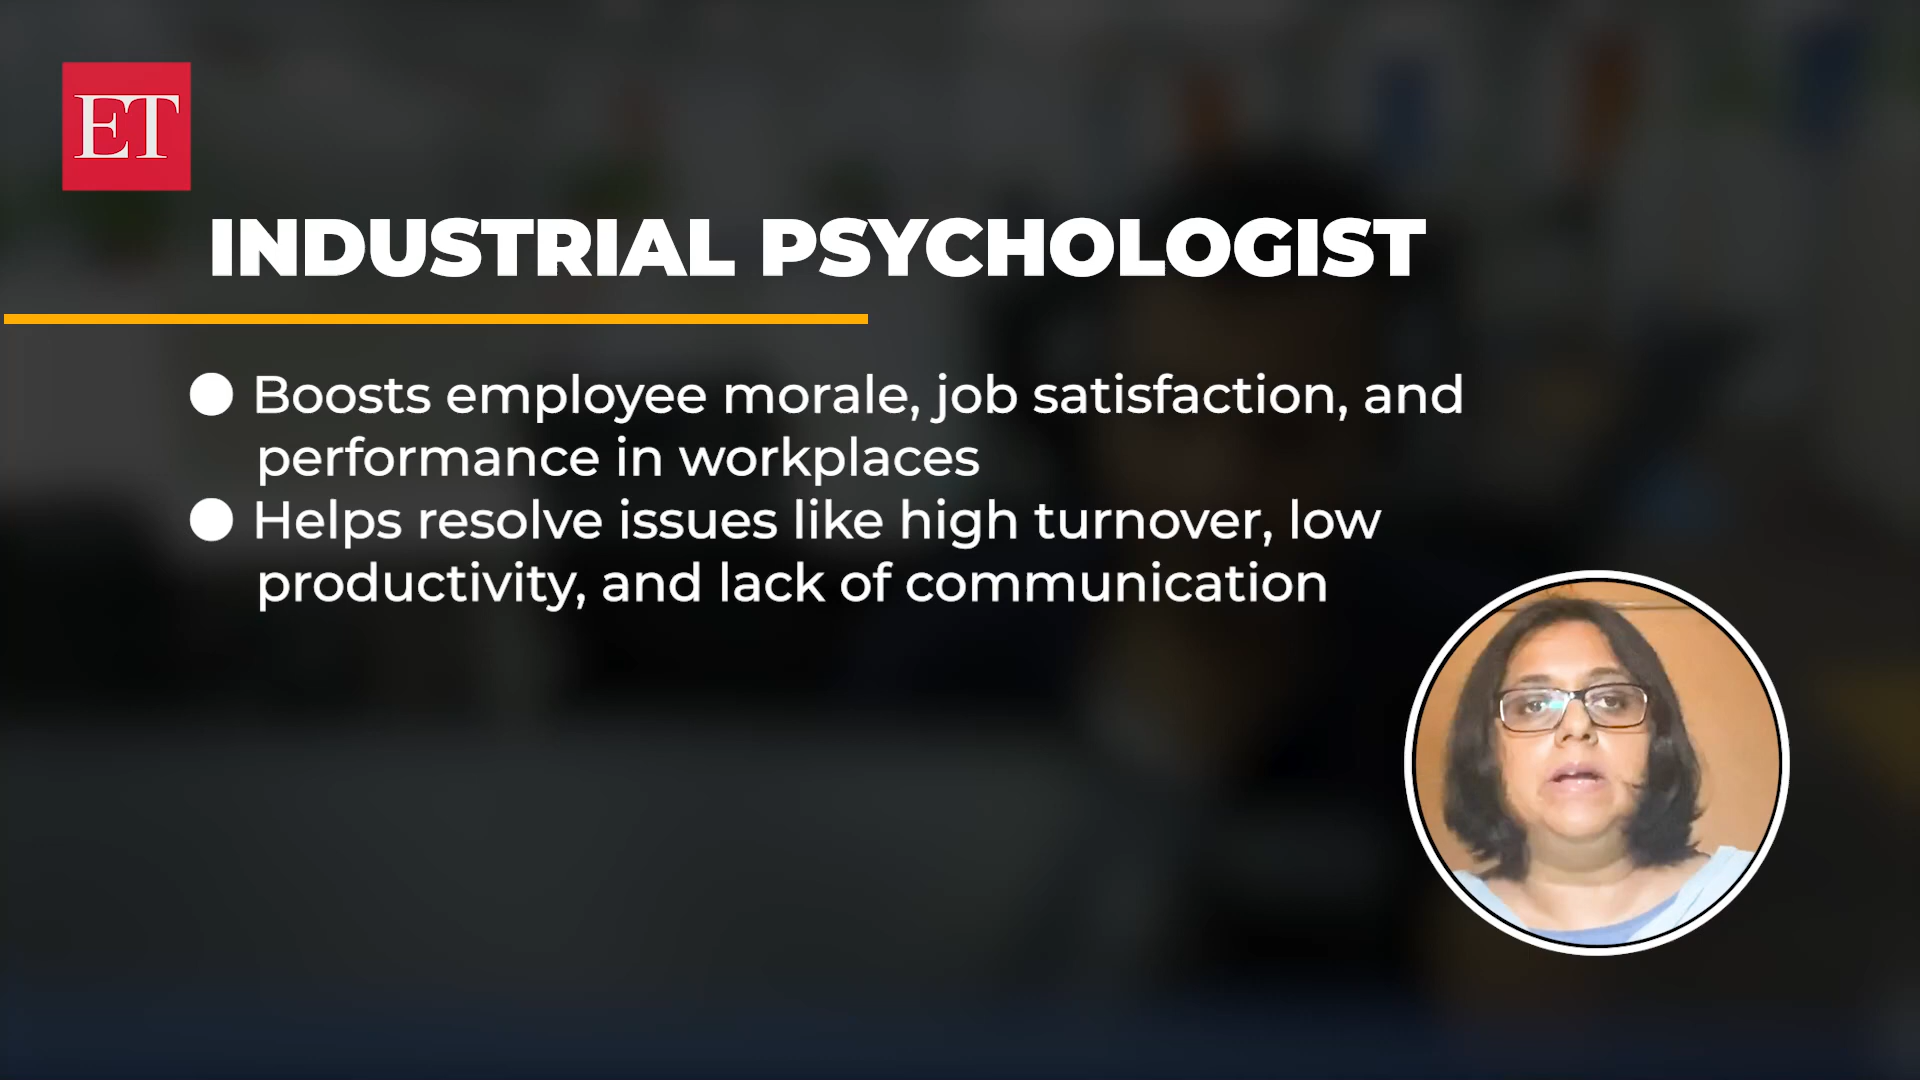 ET
INDUSTRIAL PSYCHOLOGIST
● Boosts employee morale, job satisfaction, and
performance in workplaces
● Helps resolve issues like high turnover, low
productivity, and lack of communication